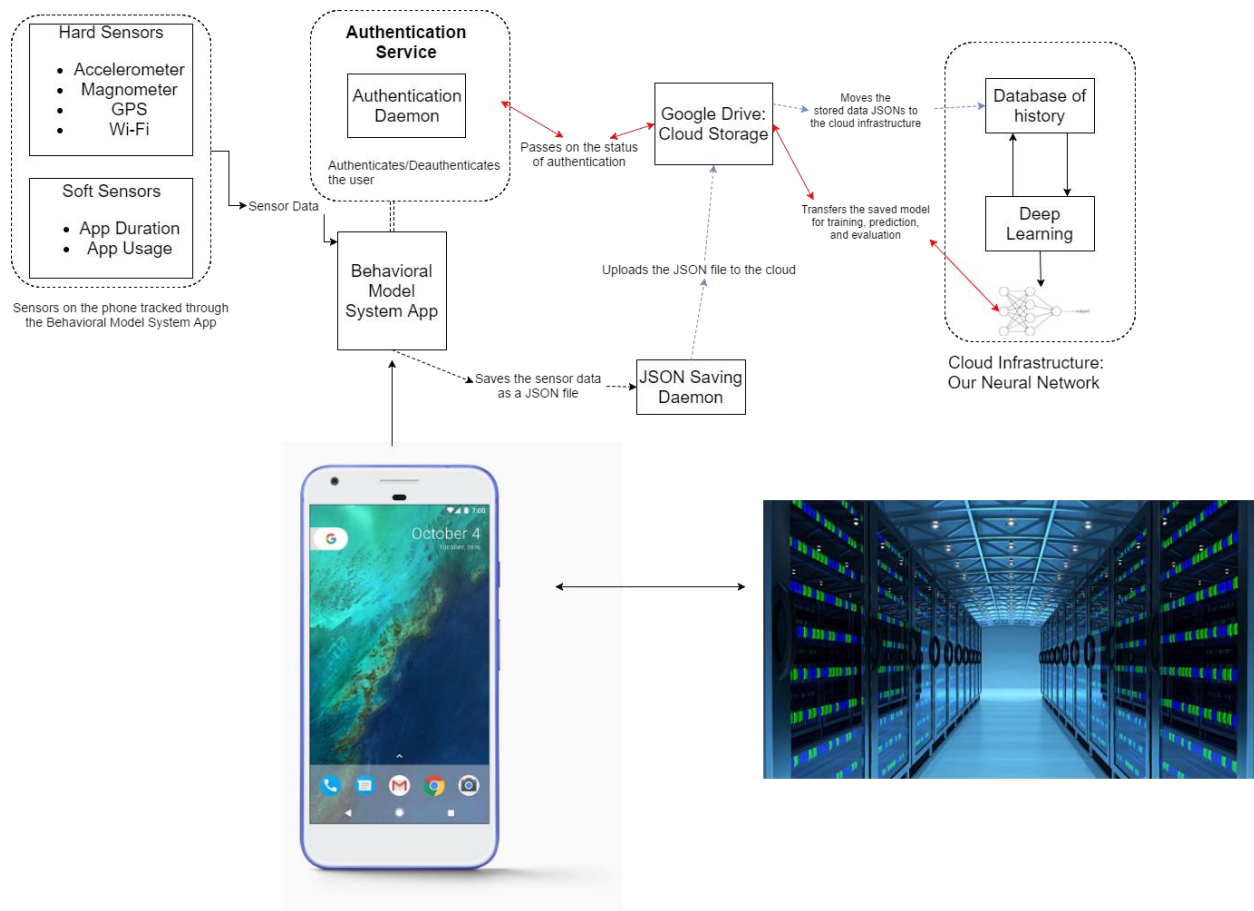 Hard Sensors
Accelerometer
Magnometer
GPS
Wi-Fi
Soft Sensors
App Duration
App Usage
Sensors on the phone tracked through
the Behavioral Model System App
Sensor Data
Authentication
Service
Authentication
Daemon
Authenticates/Deauthenticates
the user
Behavioral
Model
System App
Passes on the status
of authentication
Google Drive:
Cloud Storage
Moves the
stored data JSONs to
the cloud infrastructure
Database of
history
Transfers the saved model
for training, prediction,
and evaluation
Deep
Learning
Uploads the JSON file to the cloud
Saves the sensor data
as a JSON file
JSON Saving
Daemon
Cloud Infrastructure:
Our Neural Network
7:00
October 4
TUESDAY, 2016
G